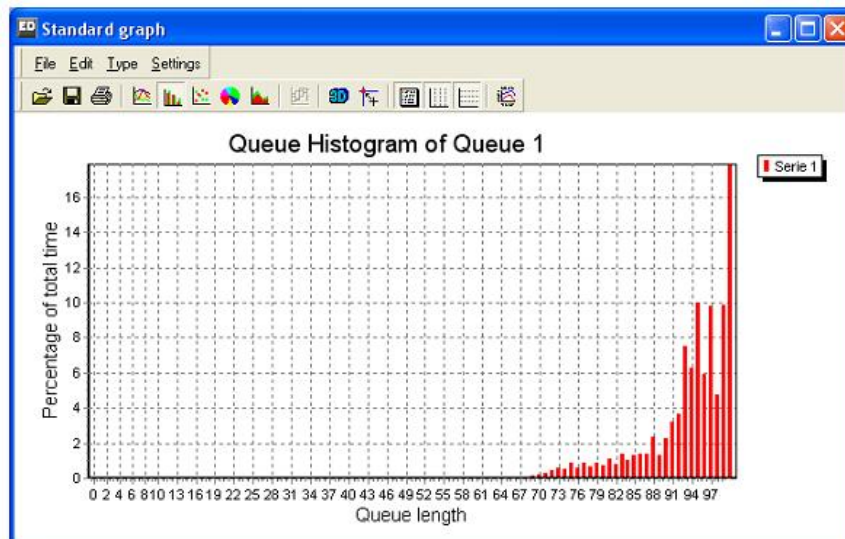 ED Standard graph
File Edit Type Settings
3D
Queue Histogram of Queue 1
Serie 1
Percentage of total time
16
14
12
10
8
6
4
2
0
0 2 4 6 8 10 13 16 19 22 25 28 31 34 37 40 43 46 49 52 55 58 61 64 67 70 73 76 79 82 85 88 91 94 97
Queue length